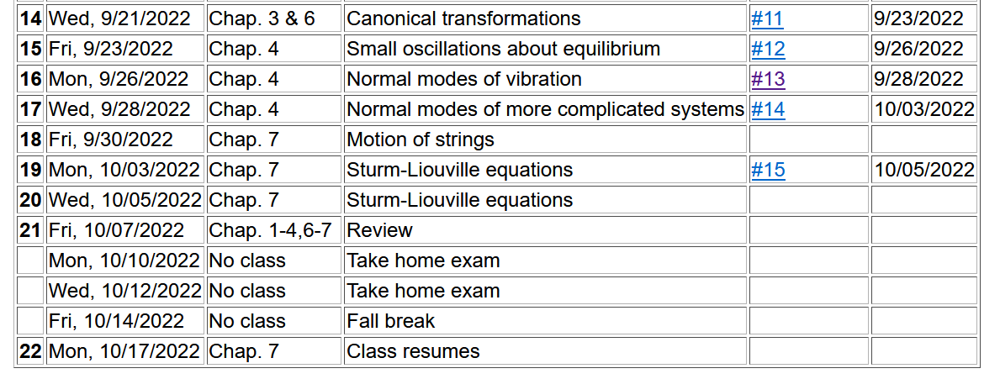 14 Wed, 9/21/2022 Chap. 3 & 6 Canonical transformations #11 9/23/2022
15 Fri, 9/23/2022 Chap. 4 Small oscillations about equilibrium #12 9/26/2022
16 Mon, 9/26/2022 Chap. 4 Normal modes of vibration #13 9/28/2022
17 Wed, 9/28/2022 Chap. 4 Normal modes of more complicated systems #14 10/03/2022
18 Fri, 9/30/2022 Chap. 7 Motion of strings
19 Mon, 10/03/2022 Chap. 7 Sturm-Liouville equations #15 10/05/2022
20 Wed, 10/05/2022 Chap. 7 Sturm-Liouville equations
21 Fri, 10/07/2022 Chap. 1-4,6-7 Review
Mon, 10/10/2022 No class Take home exam
Wed, 10/12/2022 No class Take home exam
Fri, 10/14/2022 No class Fall break
22 Mon, 10/17/2022 Chap. 7 Class resumes